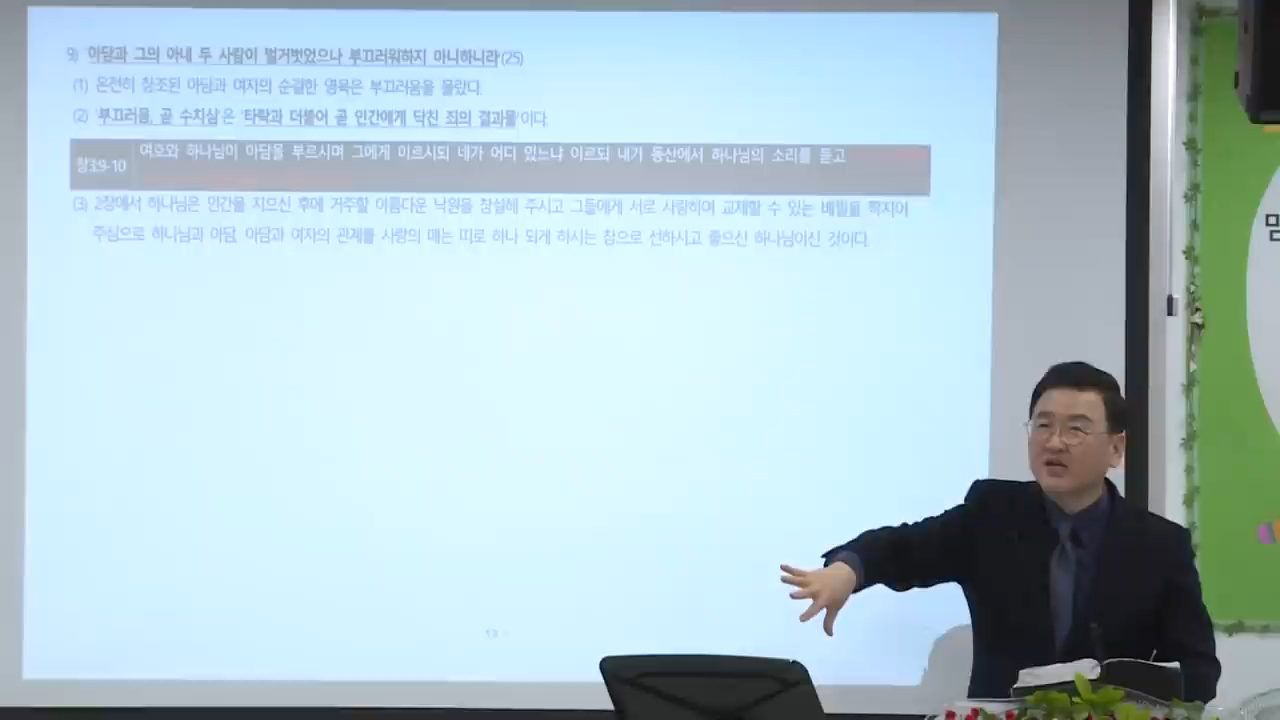 9) '아담과 그의 아내 두 사람이 벌거벗었으나 부끄러워하지 아니하니라'(25)
(1) 온전히 창조된 아담과 여자의 순결한 영육은 부끄러움을 몰랐다.
(2) '부끄러움, 곧 수치심'은 '타락과 더불어 곧 인간에게 닥친 죄의 결과물'이다.
창3:9-10
여호와 하나님이 아담을 부르시며 그에게 이르시되 네가 어디 있느냐 이르되 내가 동산에서 하나님의 소리를 듣고
(3) 2장에서 하나님은 인간을 지으신 후에 거주할 아름다운 낙원을 창설해 주시고 그들에게 서로 사랑하며 교제할 수 있는 배필을 짝지어
주심으로 하나님과 아담, 아담과 여자의 관계를 사랑의 매는 띠로 하나 되게 하시는 참으로 선하시고 좋으신 하나님이신 것이다.